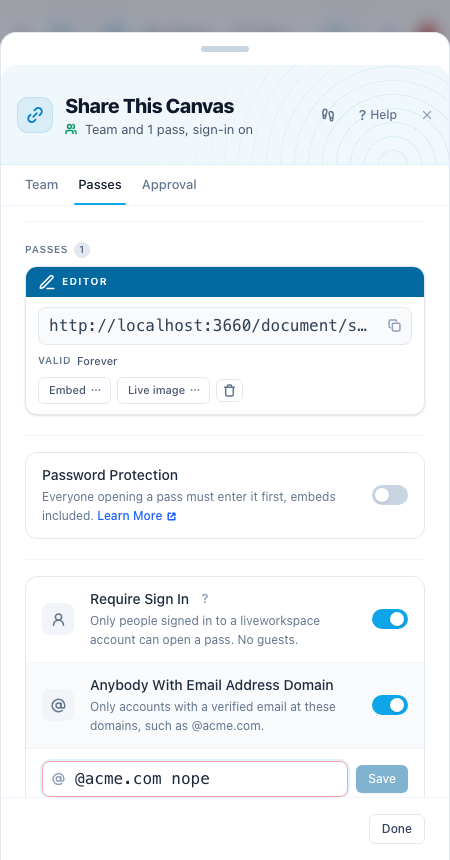 Share This Canvas
Team and 1 pass, sign-in on
? Help
Team Passes Approval
PASSES 1
EDITOR
http://localhost:3660/document/s…
VALID Forever
Embed ···
Live image ···
Password Protection
Everyone opening a pass must enter it first, embeds
included. Learn More
Require Sign In ?
Only people signed in to a liveworkspace
account can open a pass. No guests.
Anybody With Email Address Domain
Only accounts with a verified email at these
domains, such as @acme.com.
@ @acme.com nope
Save
Done